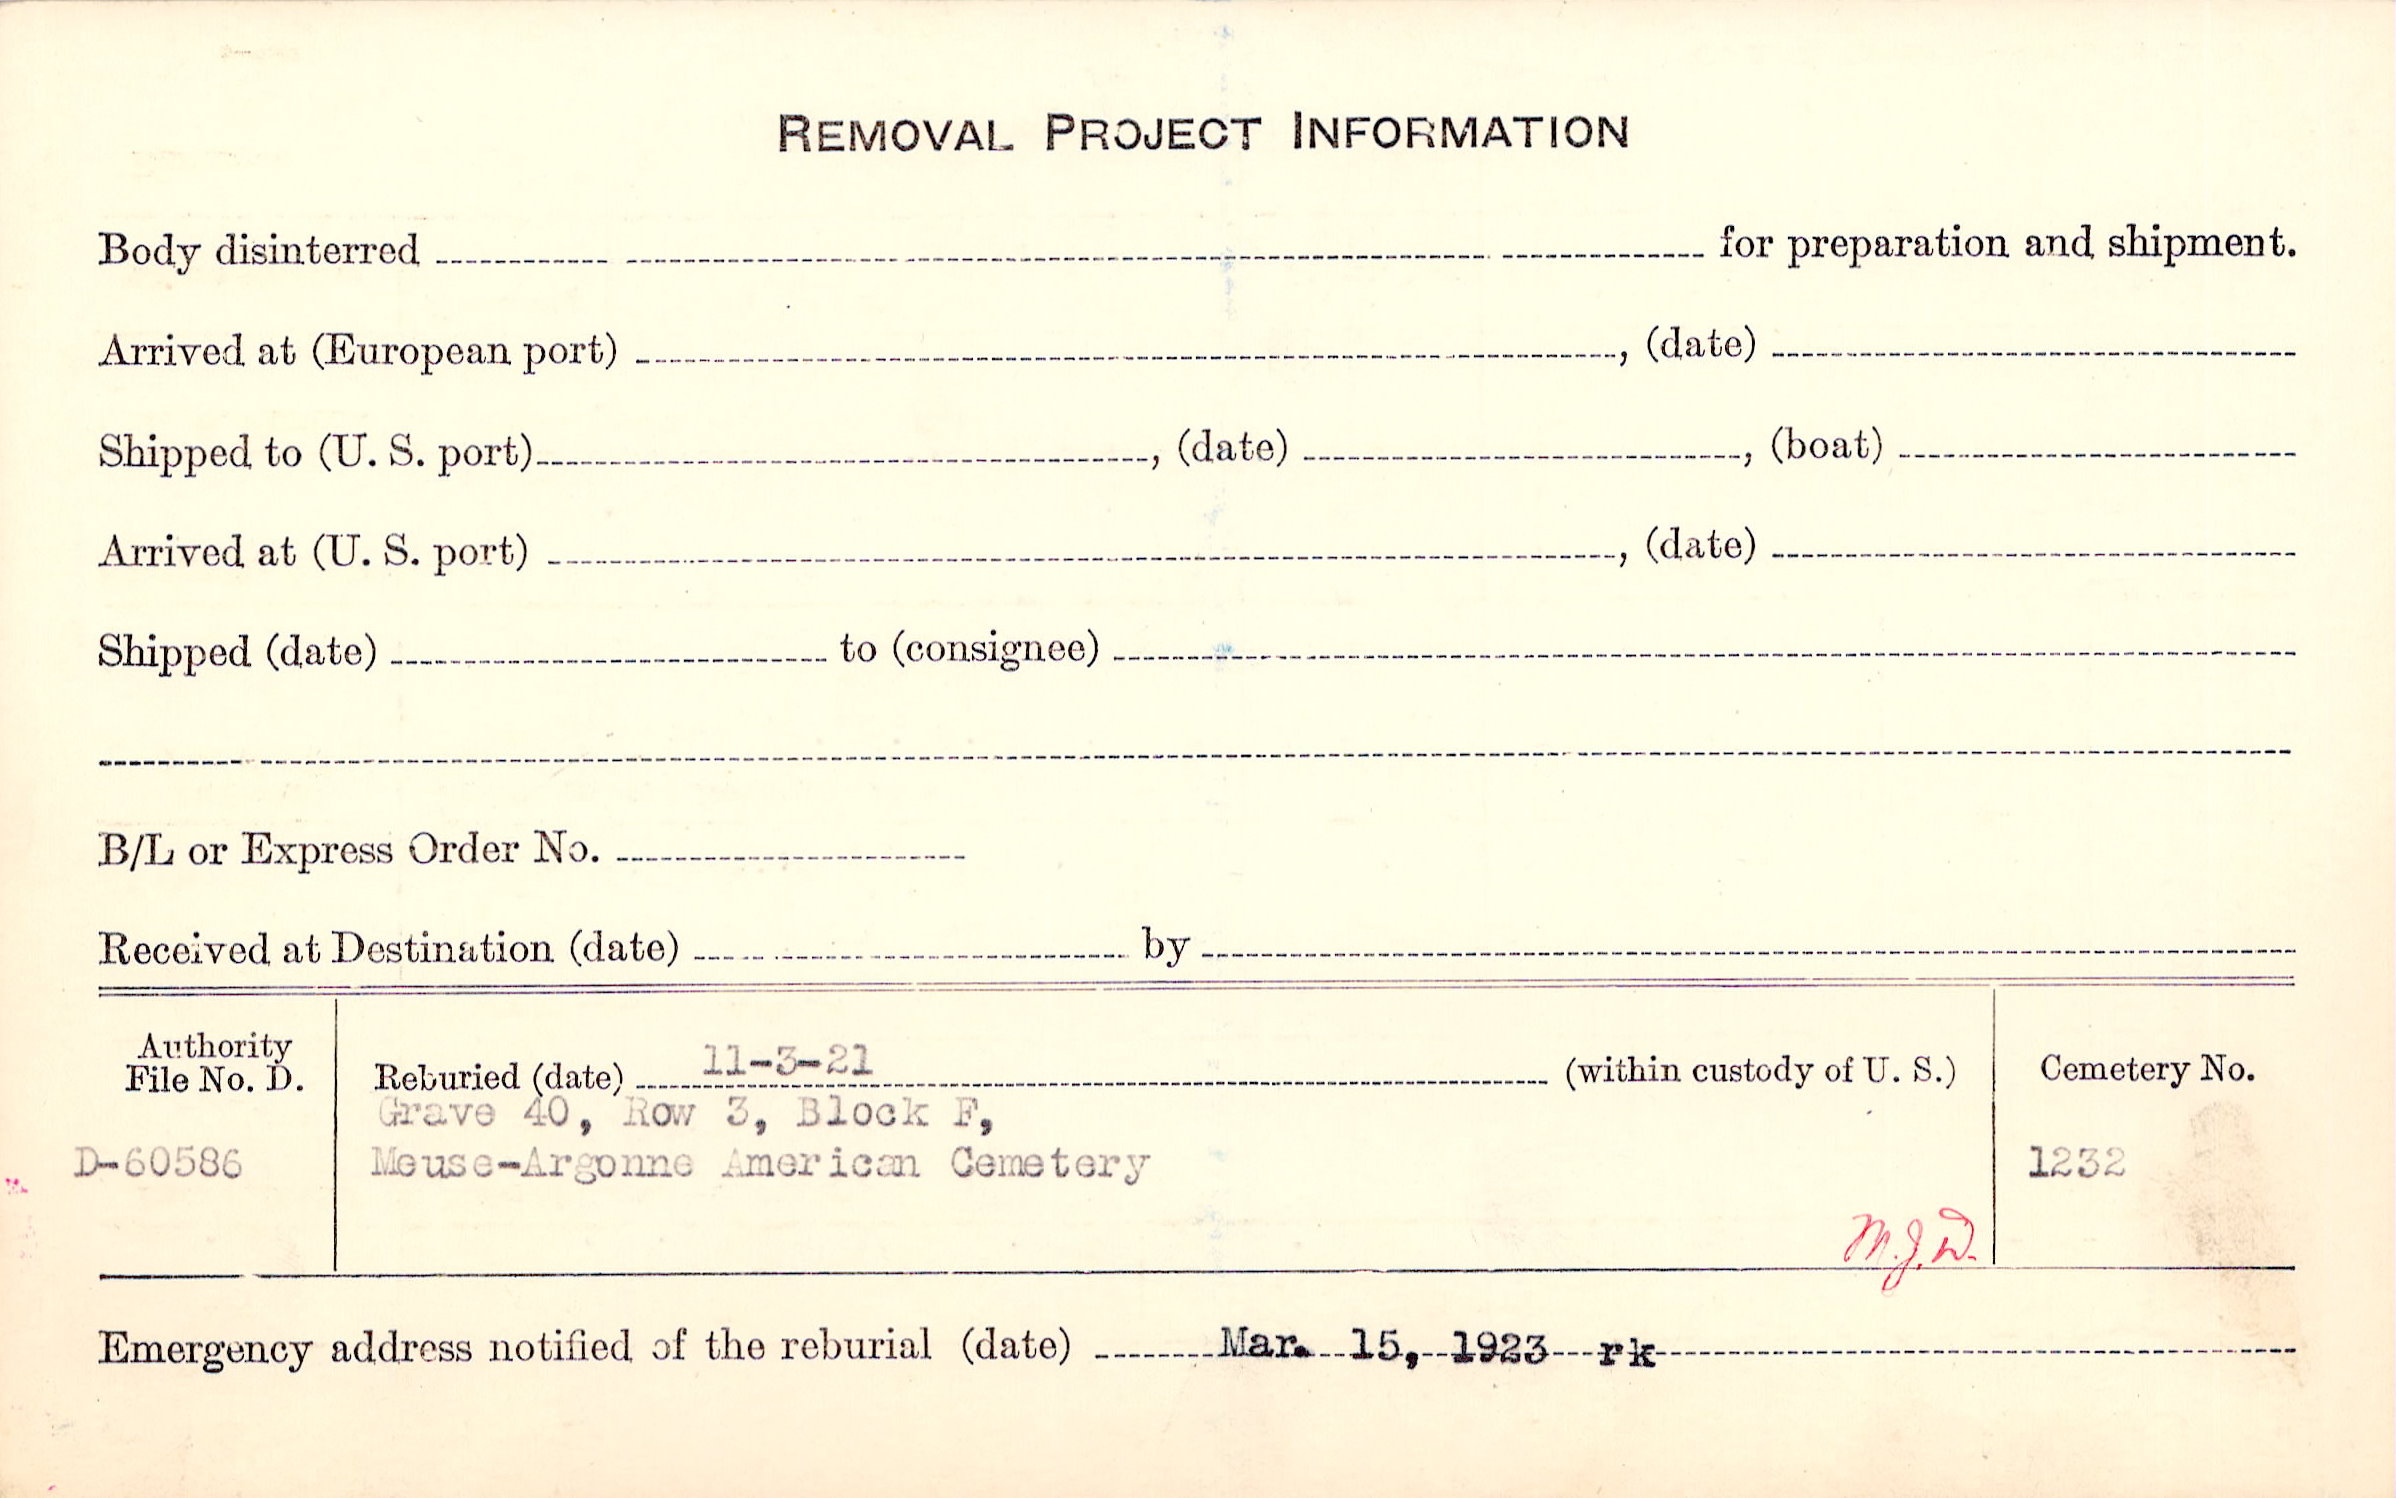 REMOVAL PROJECT INFORMATION
Body disinterred for preparation and shipment.
Arrived at (European port) , (date)
Shipped to (U. S. port) , (date) , (boat)
Arrived at (U. S. port) , (date)
Shipped (date) to (consignee)
B/L or Express Order No.
Received at Destination (date) by
Authority
File No. D.
D-60586
Reburied (date) 11-3-21 (within custody of U. S.)
Grave 40, Row 3, Block F,
Meuse-Argonne American Cemetery
M.J.D.
Cemetery No.
1232
Emergency address notified of the reburial (date) Mar. 15, 1923 rk